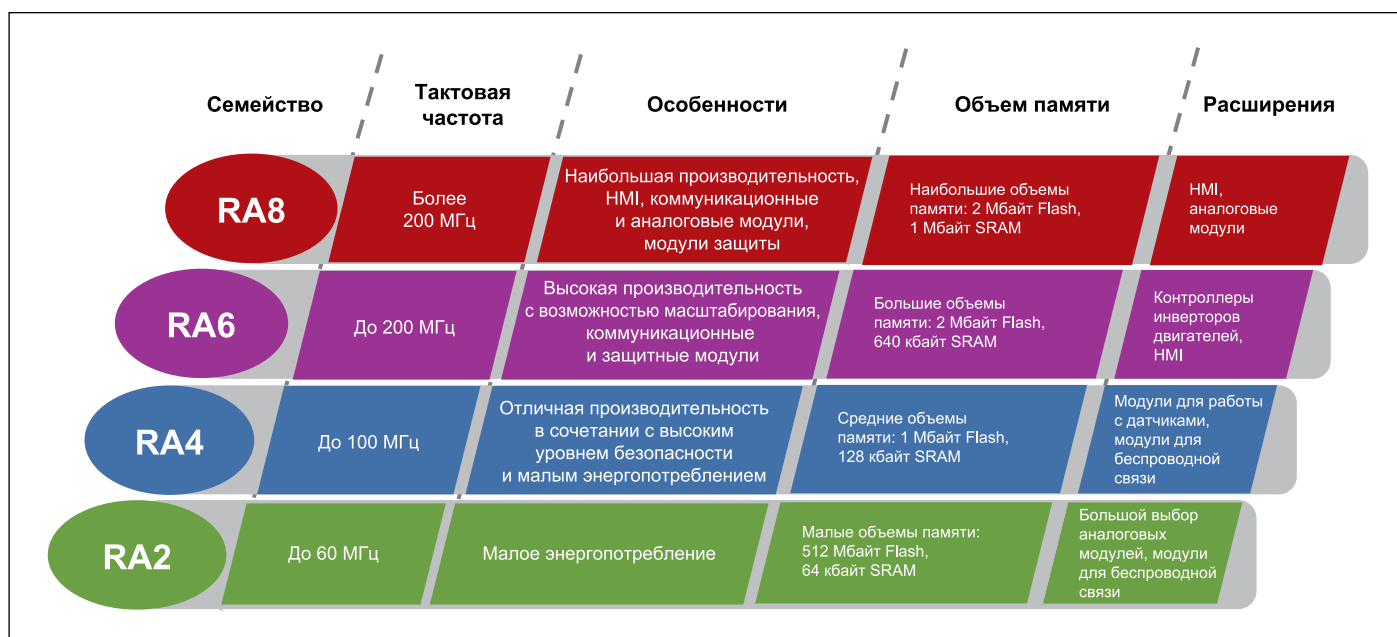 Семейство
Тактовая
частота
Особенности
Объем памяти
Расширения
RA8
Более
200 МГц
Наибольшая производительность,
HMI, коммуникационные
и аналоговые модули,
модули защиты
Наибольшие объемы
памяти: 2 Мбайт Flash,
1 Мбайт SRAM
HMI,
аналоговые
модули
RA6
До 200 МГц
Высокая производительность
с возможностью масштабирования,
коммуникационные
и защитные модули
Большие объемы
памяти: 2 Мбайт Flash,
640 кбайт SRAM
Контроллеры
инверторов
двигателей,
HMI
RA4
До 100 МГц
Отличная производительность
в сочетании с высоким
уровнем безопасности
и малым энергопотреблением
Средние объемы
памяти: 1 Мбайт Flash,
128 кбайт SRAM
Модули для работы
с датчиками,
модули для
беспроводной
связи
RA2
До 60 МГц
Малое энергопотребление
Малые объемы памяти:
512 Мбайт Flash,
64 кбайт SRAM
Большой выбор
аналоговых
модулей, модули
для беспроводной
связи